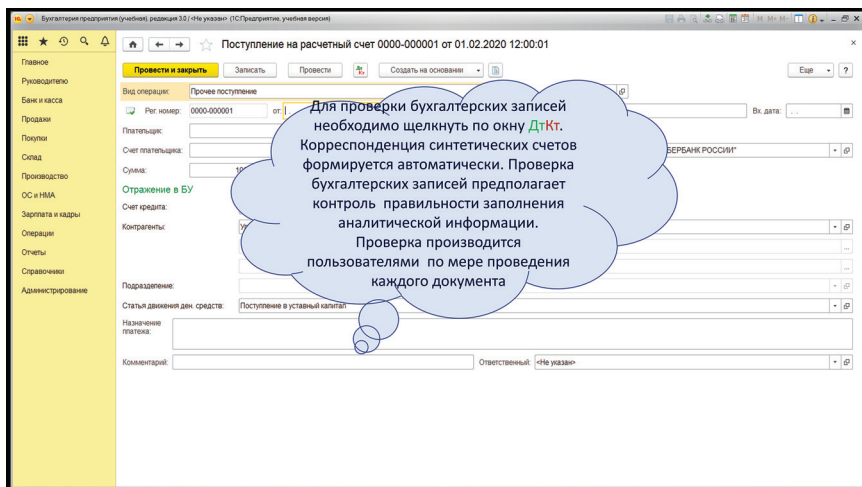 Бухгалтерия предприятия (учебная), редакция 3.0 / <Не указан> (1С:Предприятие, учебная версия)
M M+ M-
Главное
Руководителю
Банк и касса
Продажи
Покупки
Склад
Производство
ОС и НМА
Зарплата и кадры
Операции
Отчеты
Справочники
Администрирование
Поступление на расчетный счет 0000-000001 от 01.02.2020 12:00:01
Провести и закрыть Записать Провести Дт Кт Создать на основании Еще ?
Вид операции: Прочее поступление
Рег. номер: 0000-000001 от: Вх. дата: . .
Плательщик:
Счет плательщика: БЕРБАНК РОССИИ"
Сумма: 10
Отражение в БУ
Счет кредита:
Контрагенты:
Подразделение:
Статья движения ден. средств: Поступление в уставный капитал
Назначение
платежа:
Комментарий: Ответственный: <Не указан>
Для проверки бухгалтерских записей
необходимо щелкнуть по окну ДтКт.
Корреспонденция синтетических счетов
формируется автоматически. Проверка
бухгалтерских записей предполагает
контроль правильности заполнения
аналитической информации.
Проверка производится
пользователями по мере проведения
каждого документа